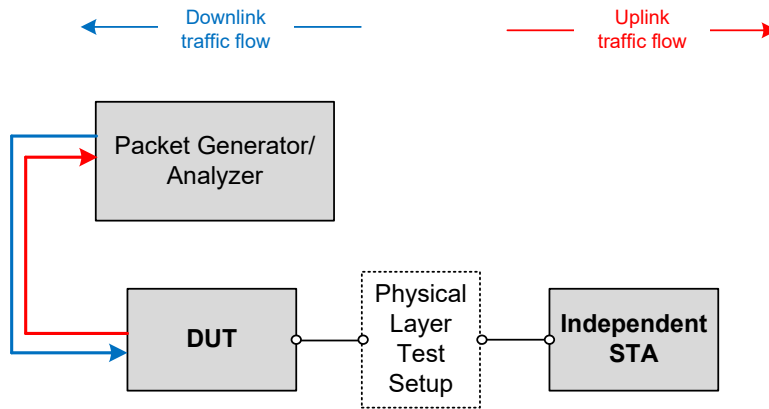 Downlink
traffic flow
Uplink
traffic flow
Packet Generator/
Analyzer
DUT
Physical
Layer
Test
Setup
Independent
STA